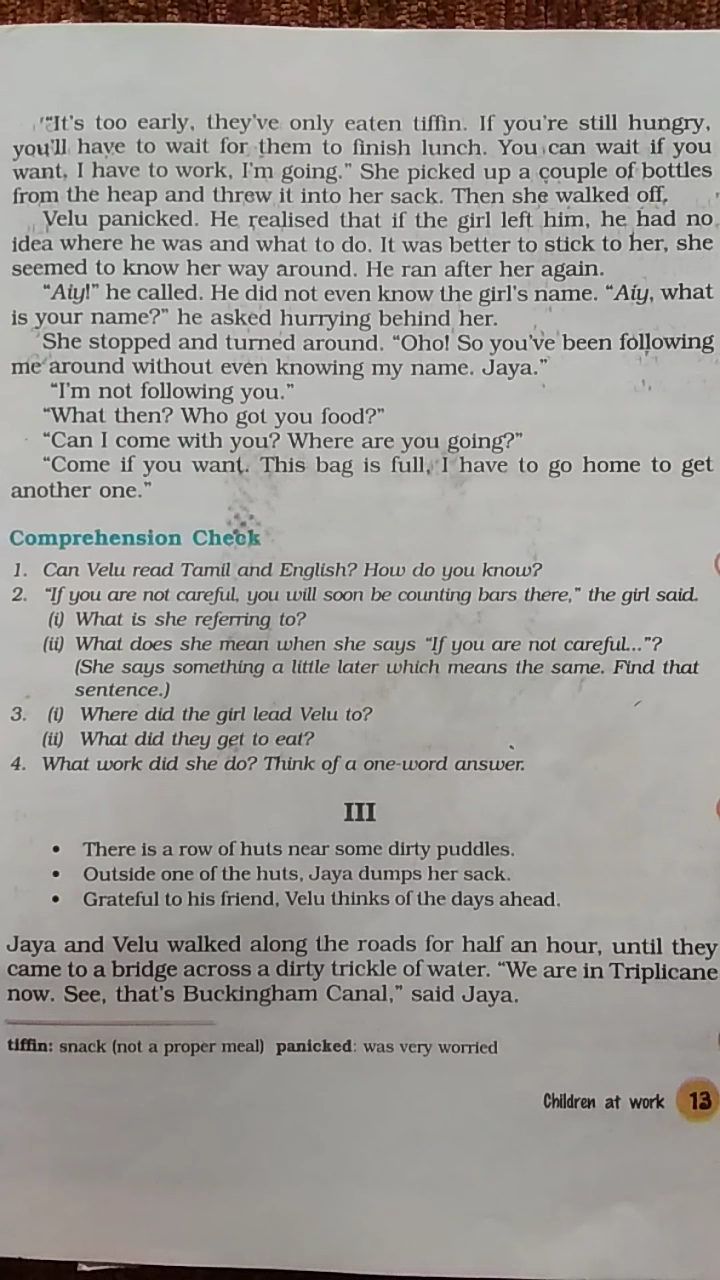 '“It's too early, they've only eaten tiffin. If you're still hungry,
you'll have to wait for them to finish lunch. You can wait if you
want, I have to work, I'm going.” She picked up a couple of bottles
from the heap and threw it into her sack. Then she walked off.
Velu panicked. He realised that if the girl left him, he had no
idea where he was and what to do. It was better to stick to her, she
seemed to know her way around. He ran after her again.
“Aiy!” he called. He did not even know the girl's name. “Aiy, what
is your name?” he asked hurrying behind her.
She stopped and turned around. “Oho! So you've been following
me around without even knowing my name. Jaya.”
“I'm not following you.”
“What then? Who got you food?”
“Can I come with you? Where are you going?”
“Come if you want. This bag is full, I have to go home to get
another one.”
Comprehension Check
1. Can Velu read Tamil and English? How do you know?
2. “If you are not careful, you will soon be counting bars there,” the girl said.
(i) What is she referring to?
(ii) What does she mean when she says “If you are not careful...”?
(She says something a little later which means the same. Find that
sentence.)
3. (i) Where did the girl lead Velu to?
(ii) What did they get to eat?
4. What work did she do? Think of a one-word answer.
III
• There is a row of huts near some dirty puddles.
• Outside one of the huts, Jaya dumps her sack.
• Grateful to his friend, Velu thinks of the days ahead.
Jaya and Velu walked along the roads for half an hour, until they
came to a bridge across a dirty trickle of water. “We are in Triplicane
now. See, that's Buckingham Canal,” said Jaya.
tiffin: snack (not a proper meal) panicked: was very worried
Children at work 13